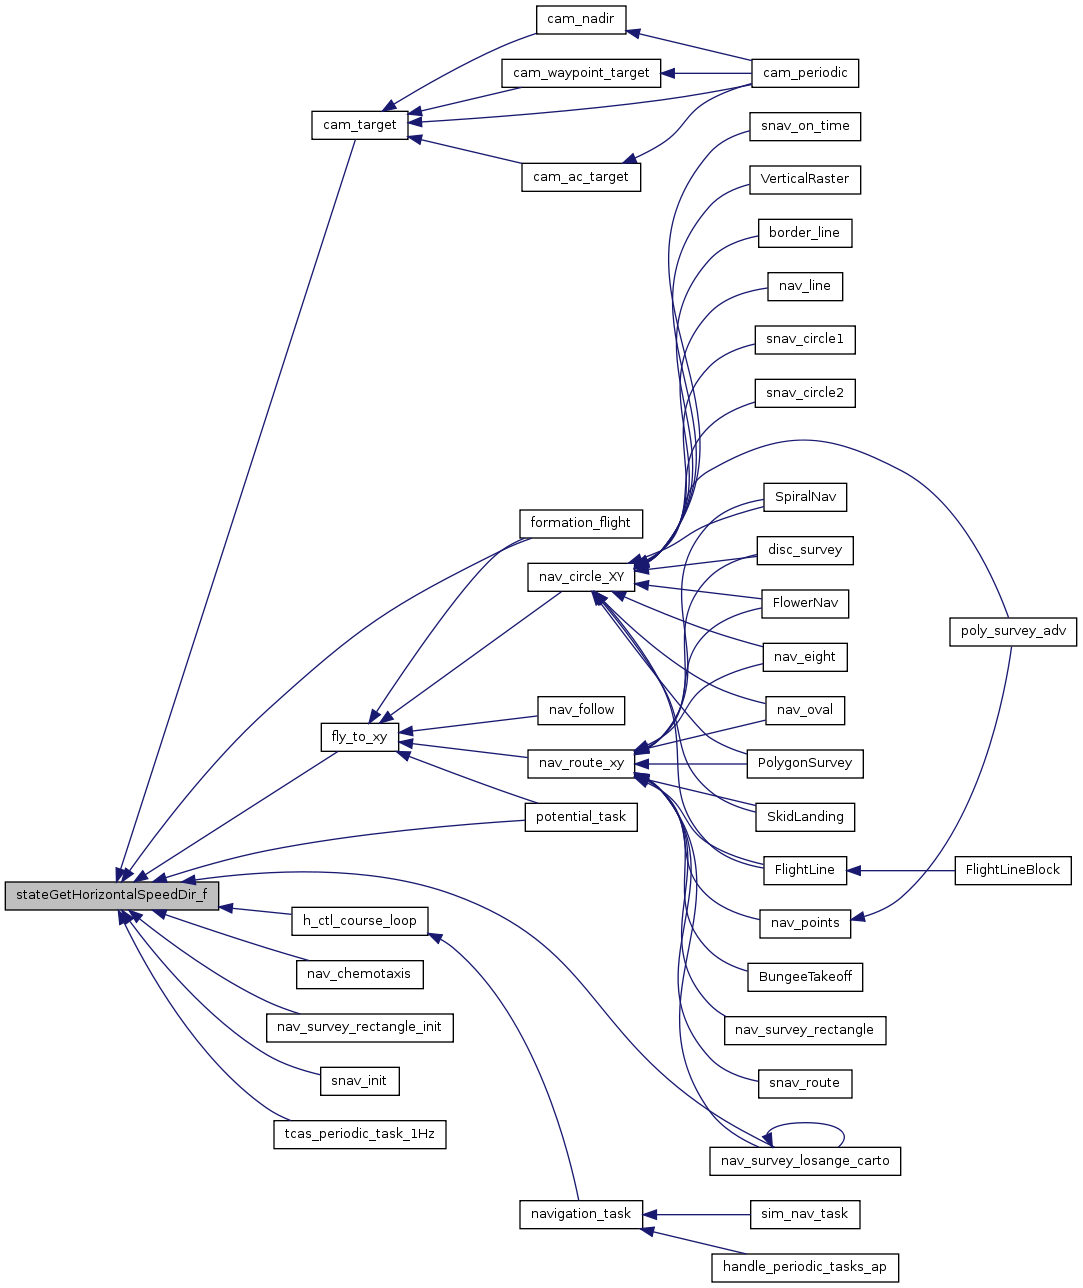 cam_nadir
cam_waypoint_target
cam_periodic
cam_target
snav_on_time
cam_ac_target
VerticalRaster
border_line
nav_line
snav_circle1
snav_circle2
SpiralNav
formation_flight
disc_survey
nav_circle_XY
FlowerNav
poly_survey_adv
nav_eight
nav_follow
nav_oval
fly_to_xy
nav_route_xy
PolygonSurvey
potential_task
SkidLanding
FlightLine
FlightLineBlock
stateGetHorizontalSpeedDir_f
h_ctl_course_loop
nav_points
nav_chemotaxis
BungeeTakeoff
nav_survey_rectangle_init
nav_survey_rectangle
snav_init
snav_route
tcas_periodic_task_1Hz
nav_survey_losange_carto
navigation_task
sim_nav_task
handle_periodic_tasks_ap